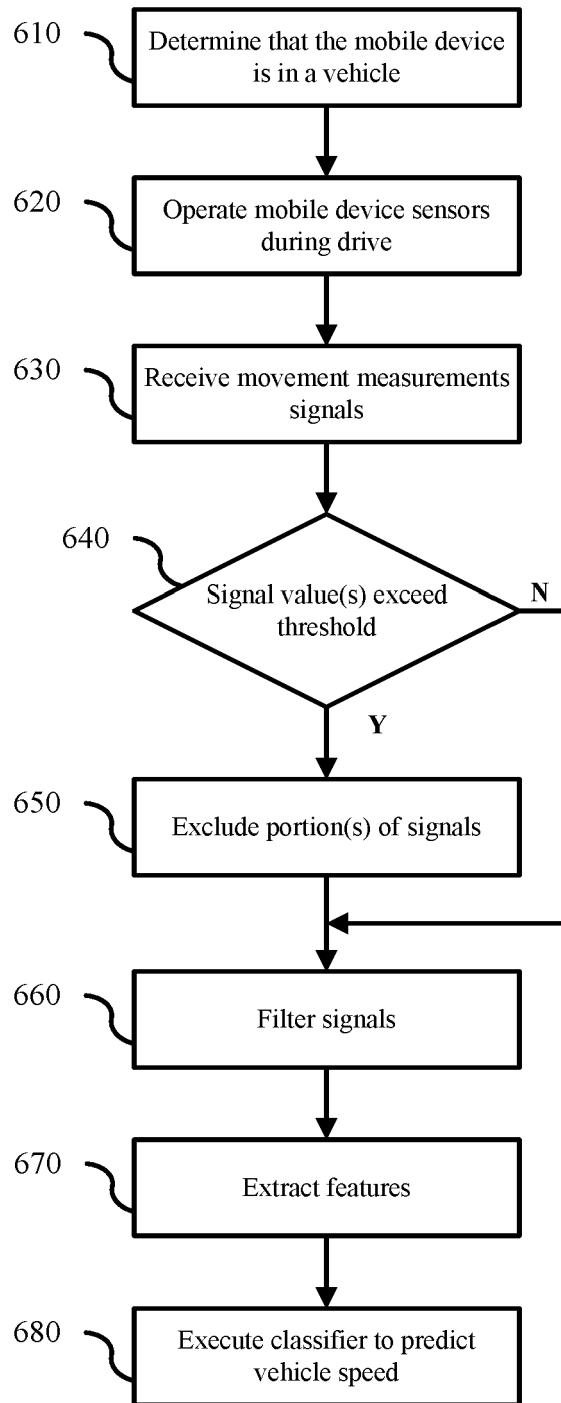 610
Determine that the mobile device
is in a vehicle
620
Operate mobile device sensors
during drive
630
Receive movement measurements
signals
640
Signal value(s) exceed
threshold
N
Y
650
Exclude portion(s) of signals
660
Filter signals
670
Extract features
680
Execute classifier to predict
vehicle speed